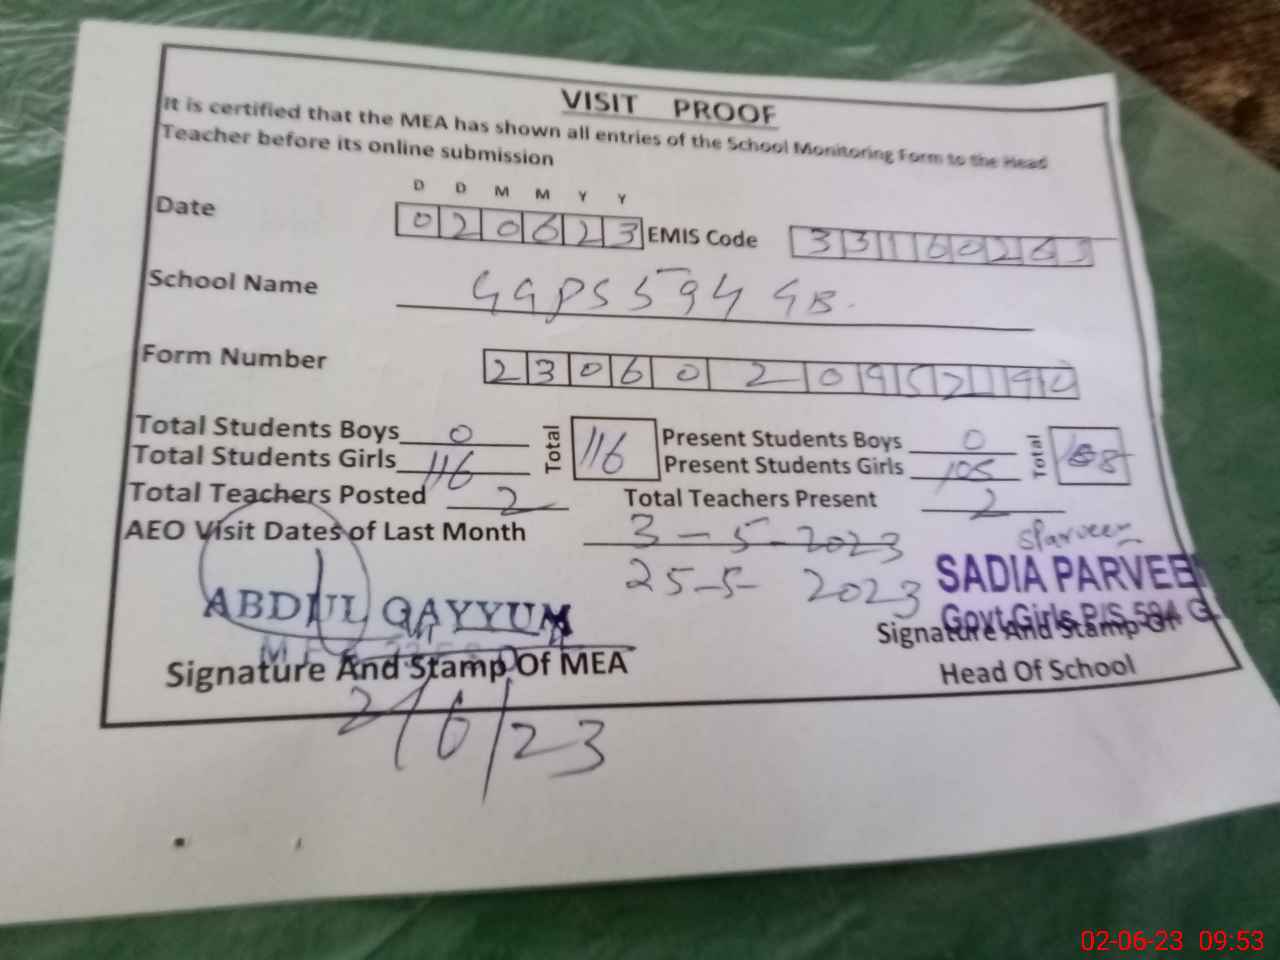 VISIT PROOF
It is certified that the MEA has shown all entries of the School Monitoring Form to the Head
Teacher before its online submission
D D M M Y Y
Date 020623 EMIS Code 331602
School Name GGPS 594 GB.
Form Number 2306020952190
Total Students Boys 0 Total 116 Present Students Boys 0 Total
Total Students Girls 116 Present Students Girls 105
Total Teachers Posted 2 Total Teachers Present 2
AEO Visit Dates of Last Month 3-5-2023
25-5-2023
SParveen
SADIA PARVEE
Govt Girls P/S 594 G
ABDUL QAYYUM
Signature And Stamp Of MEA
Signature And Stamp Of
Head Of School
2/6/23
02-06-23 09:53